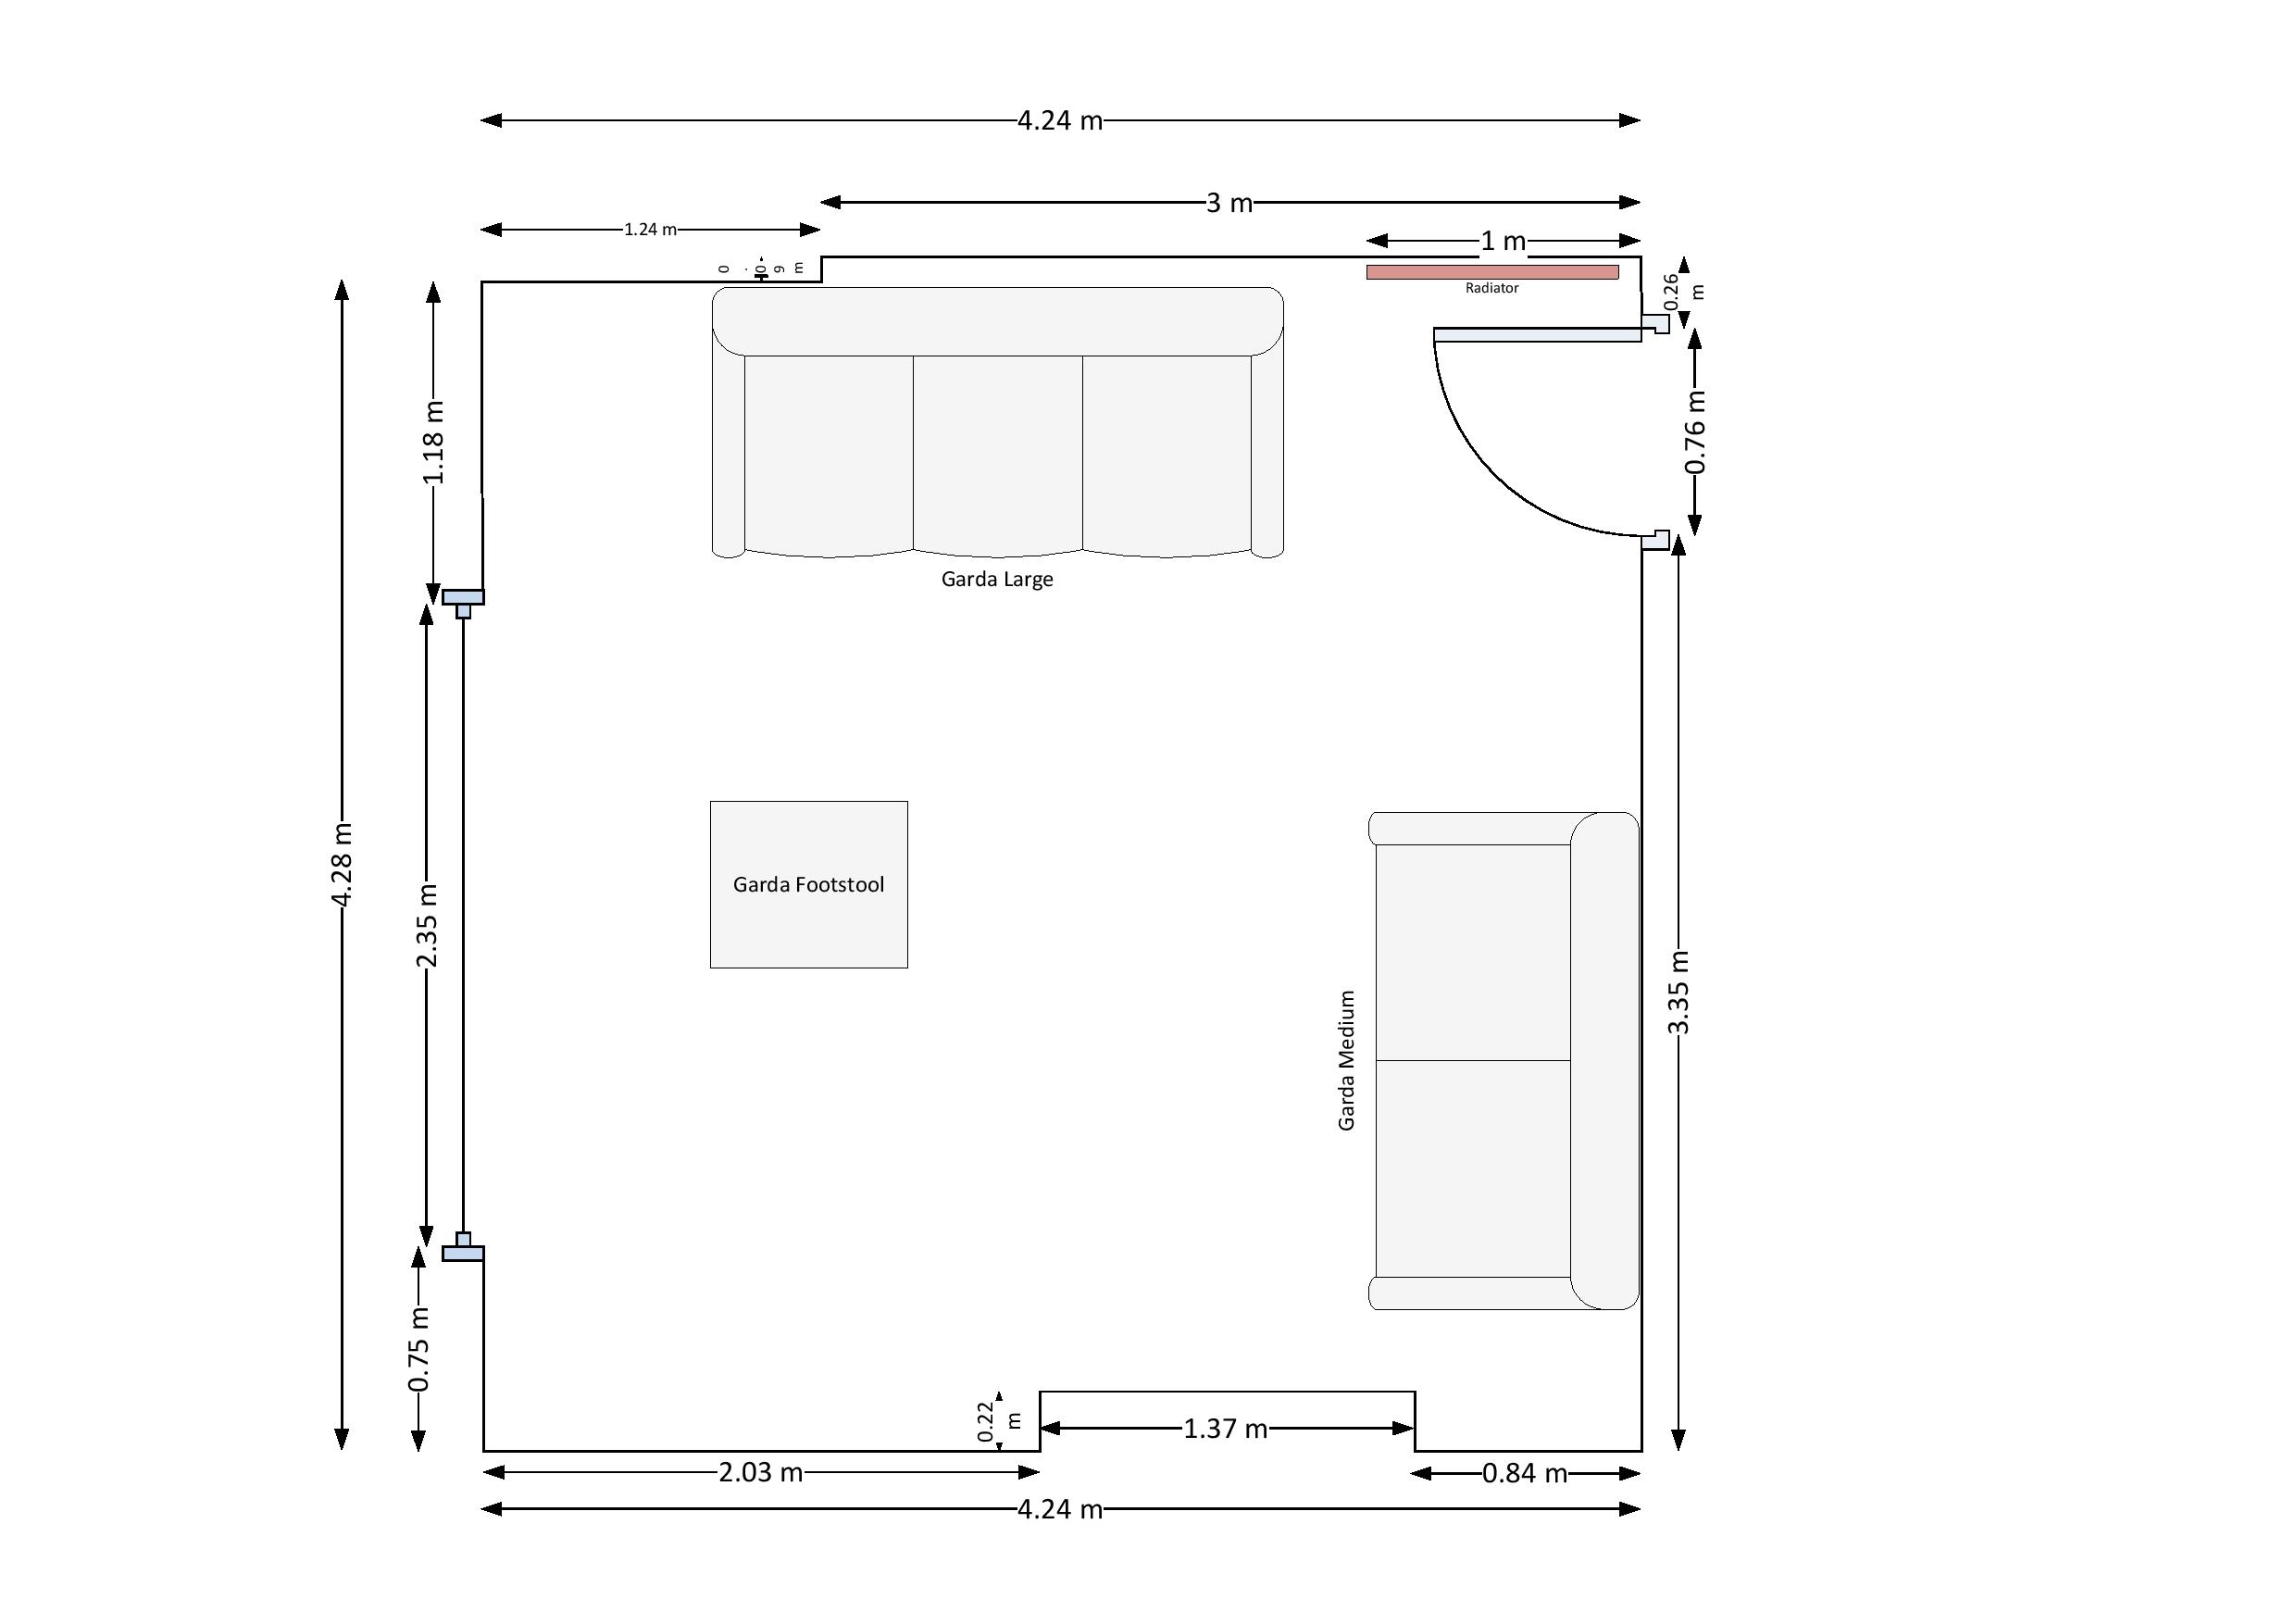 4.24 m
3 m
1.24 m
1 m
0.09 m
0.26 m
Radiator
0.76 m
1.18 m
Garda Large
4.28 m
2.35 m
Garda Footstool
3.35 m
Garda Medium
0.75 m
0.22 m
1.37 m
2.03 m
0.84 m
4.24 m